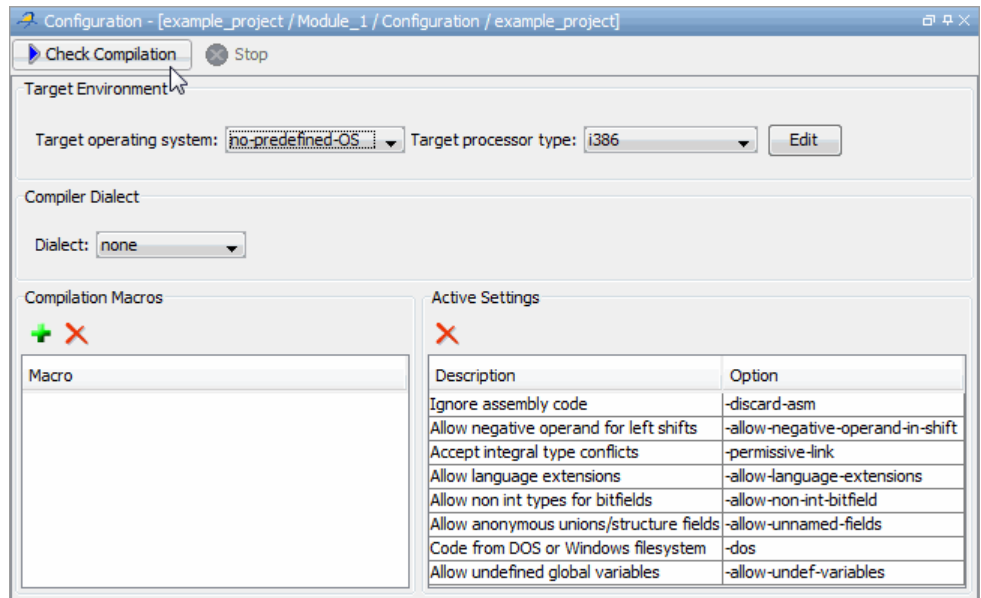 Configuration - [example_project / Module_1 / Configuration / example_project]
Check Compilation Stop
Target Environment
Target operating system: no-predefined-OS Target processor type: i386 Edit
Compiler Dialect
Dialect: none
Compilation Macros
Macro
Active Settings
Description Option
Ignore assembly code -discard-asm
Allow negative operand for left shifts -allow-negative-operand-in-shift
Accept integral type conflicts -permissive-link
Allow language extensions -allow-language-extensions
Allow non int types for bitfields -allow-non-int-bitfield
Allow anonymous unions/structure fields -allow-unnamed-fields
Code from DOS or Windows filesystem -dos
Allow undefined global variables -allow-undef-variables